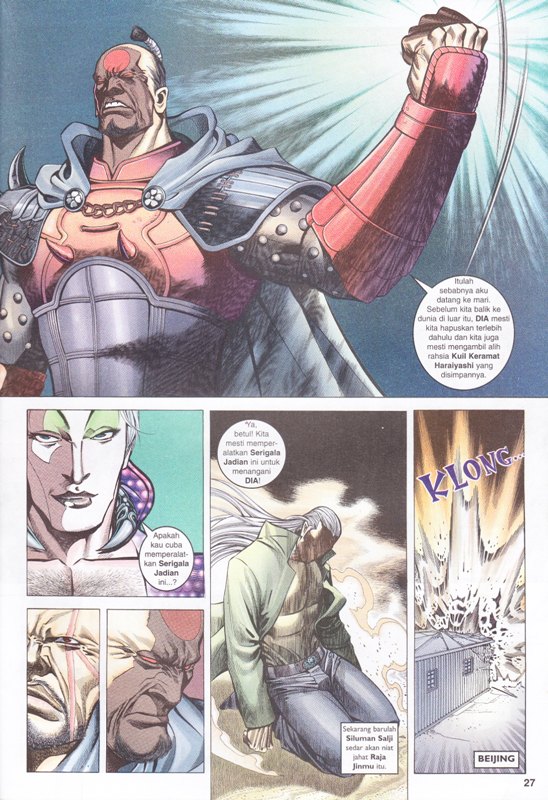 Itulah
sebabnya aku
datang ke mari.
Sebelum kita balik ke
dunia di luar itu, DIA mesti
kita hapuskan terlebih
dahulu dan kita juga
mesti mengambil alih
rahsia Kuil Keramat
Haraiyashi yang
disimpannya.
Apakah
kau cuba
memperalat-
kan Serigala
Jadian
ini...?
"Ya,
betul! Kita
mesti memper-
alatkan Serigala
Jadian ini untuk
menangani
DIA!
Sekarang barulah
Siluman Salji
sedar akan niat
jahat Raja
Jinmu itu.
KLONG...
BEIJING
27